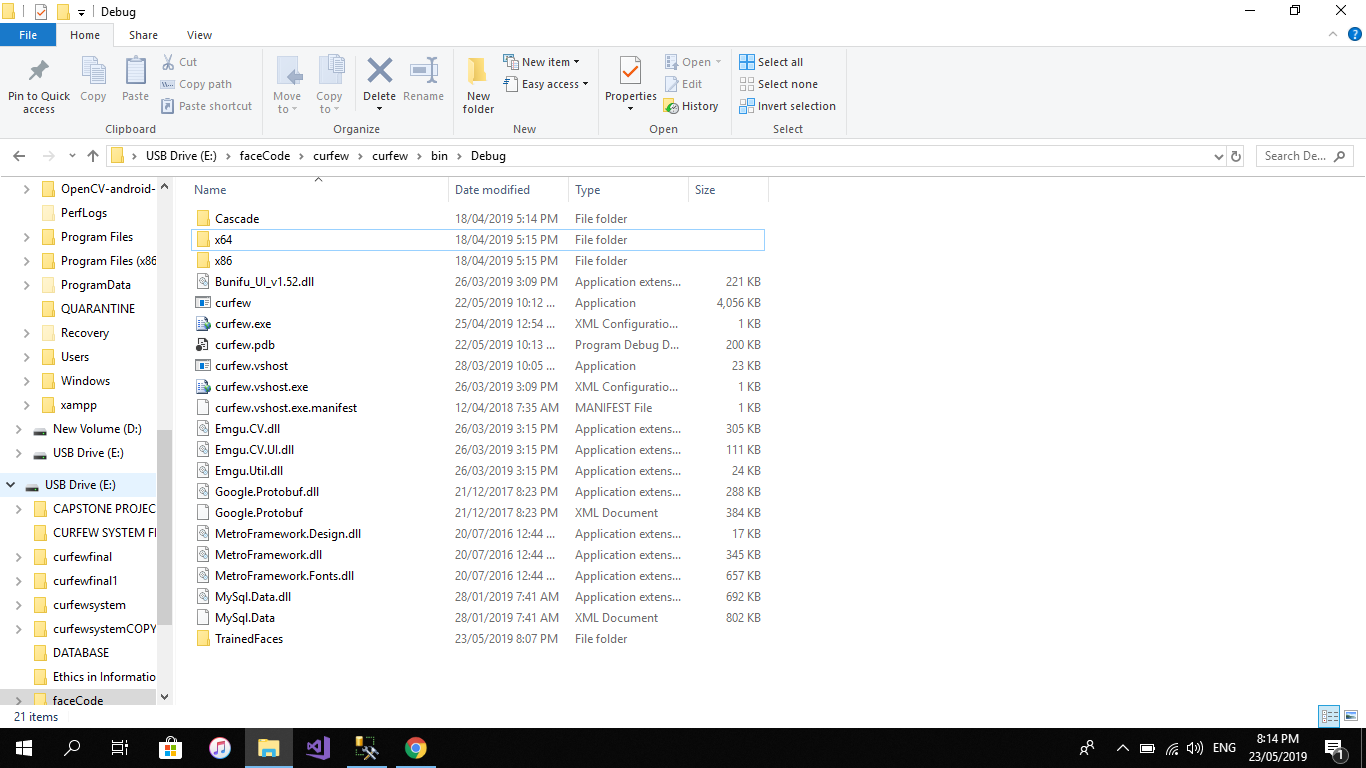 Debug
File Home Share View
Pin to Quick access
Copy
Paste
Cut
Copy path
Paste shortcut
Clipboard
Move to
Copy to
Delete
Rename
Organize
New folder
New item
Easy access
New
Properties
Open
Edit
History
Open
Select all
Select none
Invert selection
Select
USB Drive (E:) > faceCode > curfew > curfew > bin > Debug
Search De...
OpenCV-android-
PerfLogs
Program Files
Program Files (x86
ProgramData
QUARANTINE
Recovery
Users
Windows
xampp
New Volume (D:)
USB Drive (E:)
USB Drive (E:)
CAPSTONE PROJEC
CURFEW SYSTEM FI
curfewfinal
curfewfinal1
curfewsystem
curfewsystemCOPY
DATABASE
Ethics in Informatio
faceCode
Name Date modified Type Size
Cascade 18/04/2019 5:14 PM File folder
x64 18/04/2019 5:15 PM File folder
x86 18/04/2019 5:15 PM File folder
Bunifu_UI_v1.52.dll 26/03/2019 3:09 PM Application extens... 221 KB
curfew 22/05/2019 10:12 ... Application 4,056 KB
curfew.exe 25/04/2019 12:54 ... XML Configuratio... 1 KB
curfew.pdb 22/05/2019 10:13 ... Program Debug D... 200 KB
curfew.vshost 28/03/2019 10:05 ... Application 23 KB
curfew.vshost.exe 26/03/2019 3:09 PM XML Configuratio... 1 KB
curfew.vshost.exe.manifest 12/04/2018 7:35 AM MANIFEST File 1 KB
Emgu.CV.dll 26/03/2019 3:15 PM Application extens... 305 KB
Emgu.CV.UI.dll 26/03/2019 3:15 PM Application extens... 111 KB
Emgu.Util.dll 26/03/2019 3:15 PM Application extens... 24 KB
Google.Protobuf.dll 21/12/2017 8:23 PM Application extens... 288 KB
Google.Protobuf 21/12/2017 8:23 PM XML Document 384 KB
MetroFramework.Design.dll 20/07/2016 12:44 ... Application extens... 17 KB
MetroFramework.dll 20/07/2016 12:44 ... Application extens... 345 KB
MetroFramework.Fonts.dll 20/07/2016 12:44 ... Application extens... 657 KB
MySql.Data.dll 28/01/2019 7:41 AM Application extens... 692 KB
MySql.Data 28/01/2019 7:41 AM XML Document 802 KB
TrainedFaces 23/05/2019 8:07 PM File folder
21 items
ENG
8:14 PM
23/05/2019
1